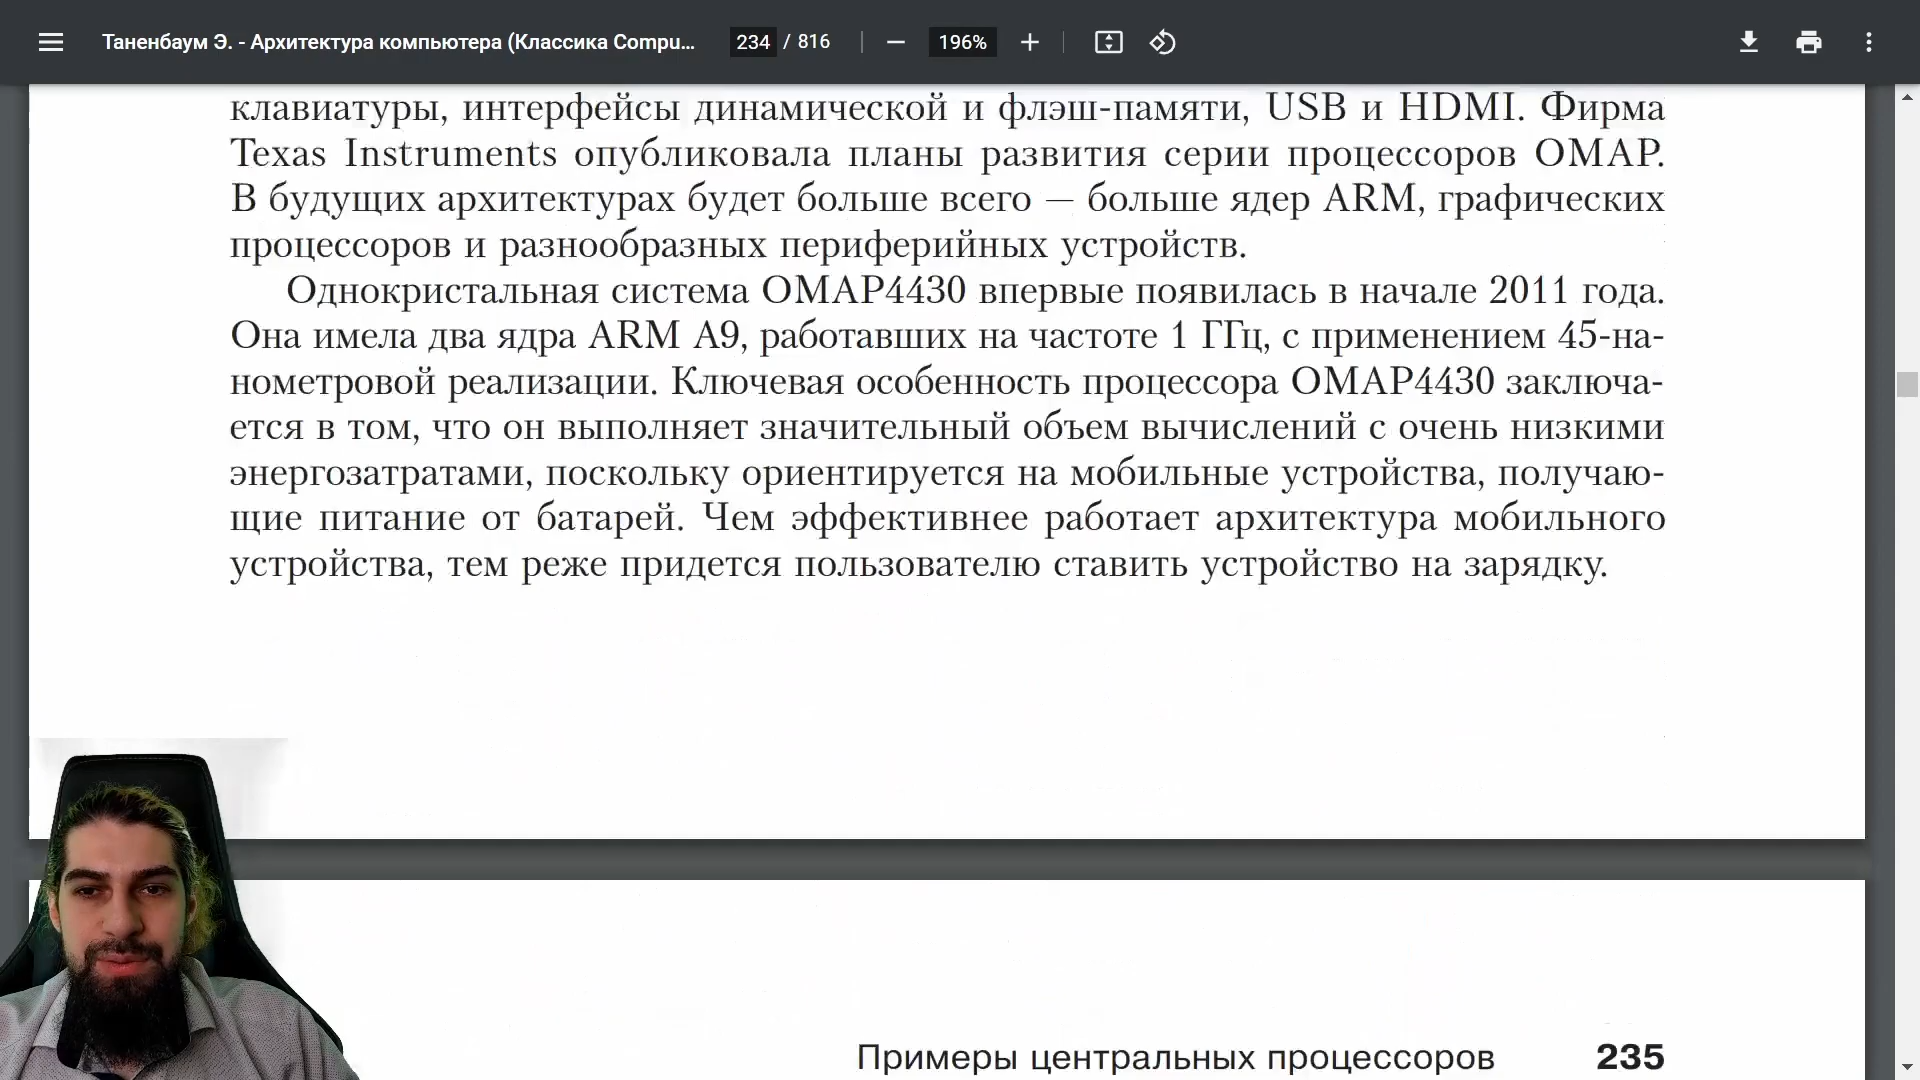 Таненбаум Э. - Архитектура компьютера (Классика Compu...
234 / 816
196%
клавиатуры, интерфейсы динамической и флэш-памяти, USB и HDMI. Фирма
Texas Instruments опубликовала планы развития серии процессоров OMAP.
В будущих архитектурах будет больше всего — больше ядер ARM, графических
процессоров и разнообразных периферийных устройств.
Однокристальная система OMAP4430 впервые появилась в начале 2011 года.
Она имела два ядра ARM A9, работавших на частоте 1 ГГц, с применением 45-на-
нометровой реализации. Ключевая особенность процессора OMAP4430 заключа-
ется в том, что он выполняет значительный объем вычислений с очень низкими
энергозатратами, поскольку ориентируется на мобильные устройства, получаю-
щие питание от батарей. Чем эффективнее работает архитектура мобильного
устройства, тем реже придется пользователю ставить устройство на зарядку.
Примеры центральных процессоров 235